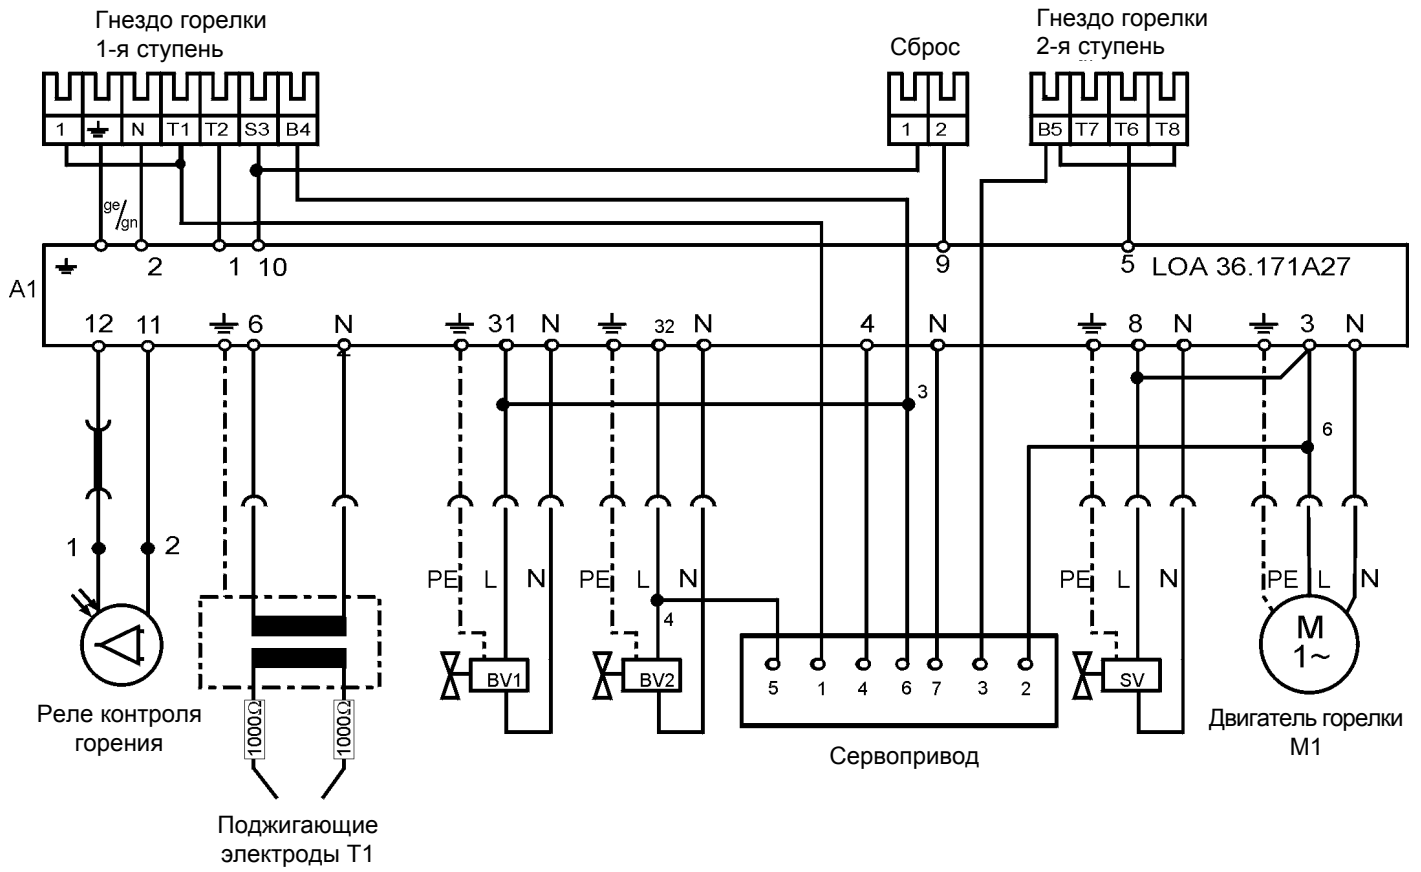 Гнездо горелки
1-я ступень
Сброс
Гнездо горелки
2-я ступень
1 N T1 T2 S3 B4
1 2
B5 T7 T6 T8
ge/gn
A1
2 1 10 9 5 LOA 36.171A27
12 11 6 N 31 N 32 N 4 N 8 N 3 N
3
6
1 2
PE L N PE L N PE L N PE L N
4
M
1~
BV1 BV2 SV
5 1 4 6 7 3 2
1000Ω 1000Ω
Реле контроля
горения
Сервопривод
Двигатель горелки
M1
Поджигающие
электроды T1